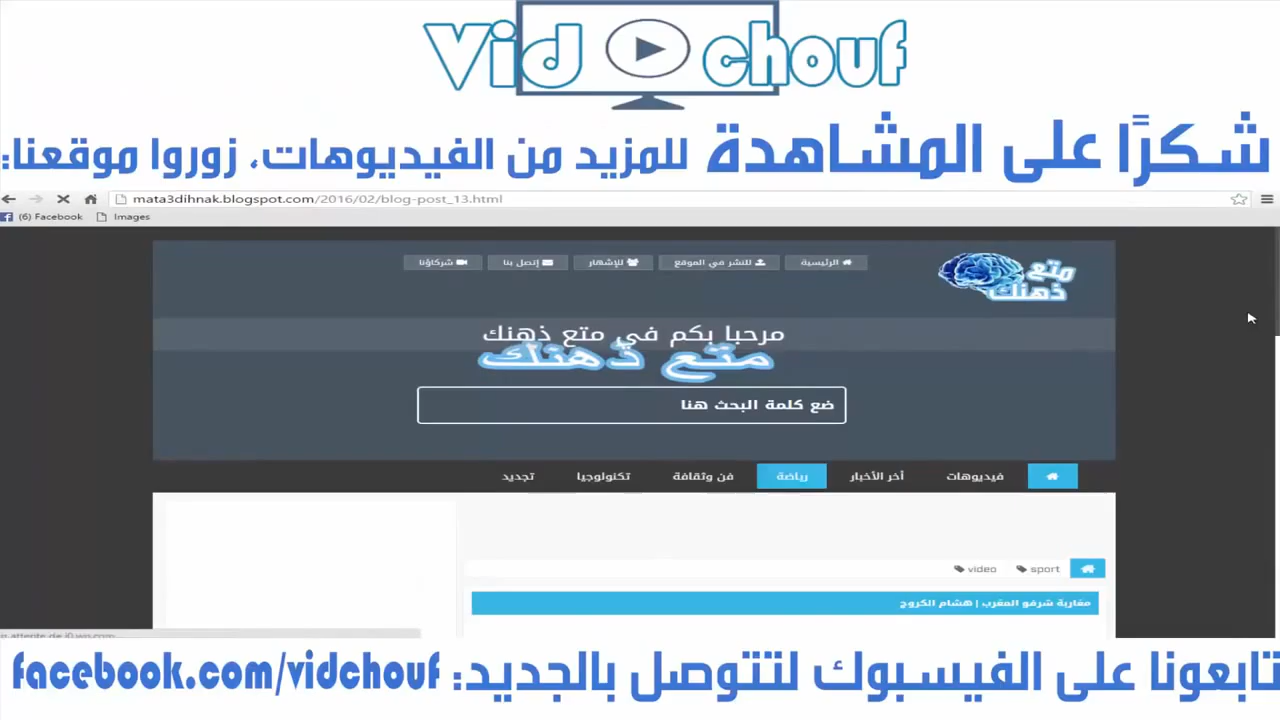 Vid chouf
شكرًا على المشاهدة للمزيد من الفيديوهات، زوروا موقعنا:
mata3dihnak.blogspot.com/2016/02/blog-post_13.html
(6) Facebook Images
متع ذهنك
الرئيسية للنشر في الموقع للإشهار إتصل بنا شركاؤنا
مرحبا بكم في متع ذهنك
متع ذهنك
ضع كلمة البحث هنا
فيديوهات أخر الأخبار رياضة فن وثقافة تكنولوجيا تجديد
sport video
مغاربة شرفو المغرب | هشام الكروج
تابعونا على الفيسبوك لتتوصل بالجديد: facebook.com/vidchouf